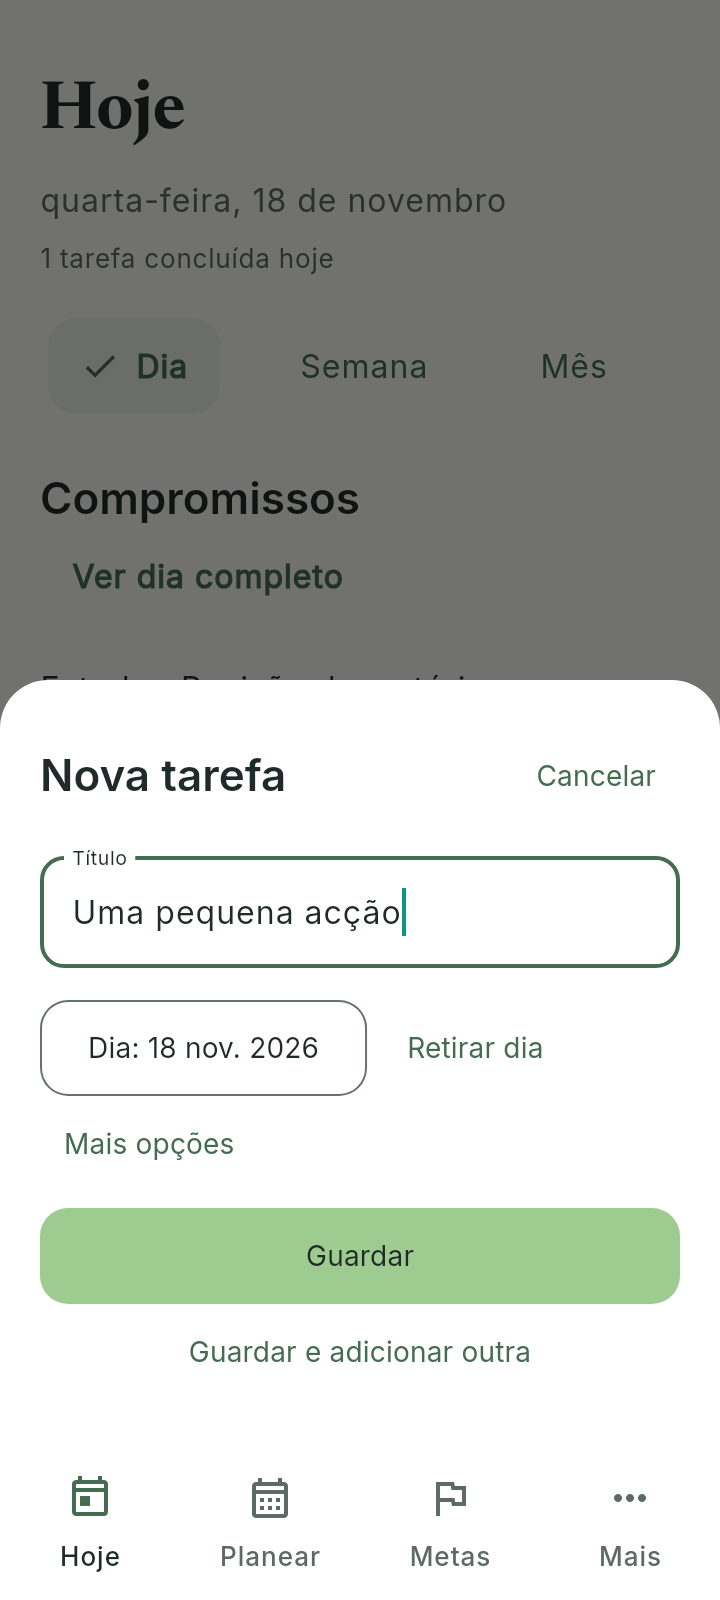 Hoje
quarta-feira, 18 de novembro
1 tarefa concluída hoje
Dia Semana Mês
Compromissos
Ver dia completo
Nova tarefa Cancelar
Título
Uma pequena acção
Dia: 18 nov. 2026 Retirar dia
Mais opções
Guardar
Guardar e adicionar outra
Hoje Planear Metas Mais